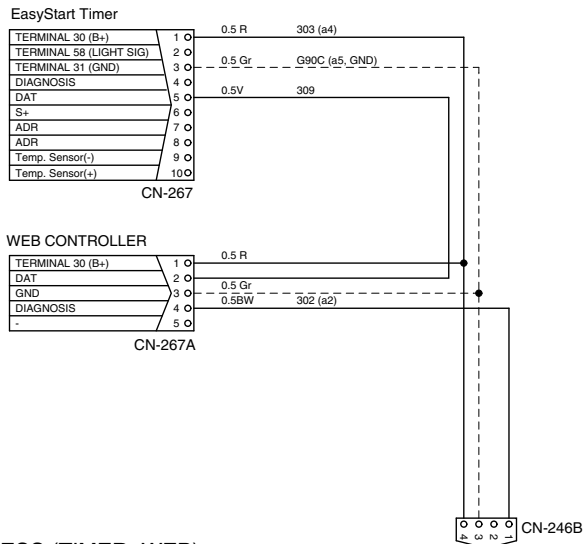 EasyStart Timer
TERMINAL 30 (B+) 1 0.5 R 303 (a4)
TERMINAL 58 (LIGHT SIG) 2
TERMINAL 31 (GND) 3 0.5 Gr G90C (a5, GND)
DIAGNOSIS 4
DAT 5 0.5V 309
S+ 6
ADR 7
ADR 8
Temp. Sensor(-) 9
Temp. Sensor(+) 10
CN-267
WEB CONTROLLER
TERMINAL 30 (B+) 1 0.5 R
DAT 2
GND 3 0.5 Gr
DIAGNOSIS 4 0.5BW 302 (a2)
- 5
CN-267A
4 3 2 1 CN-246B